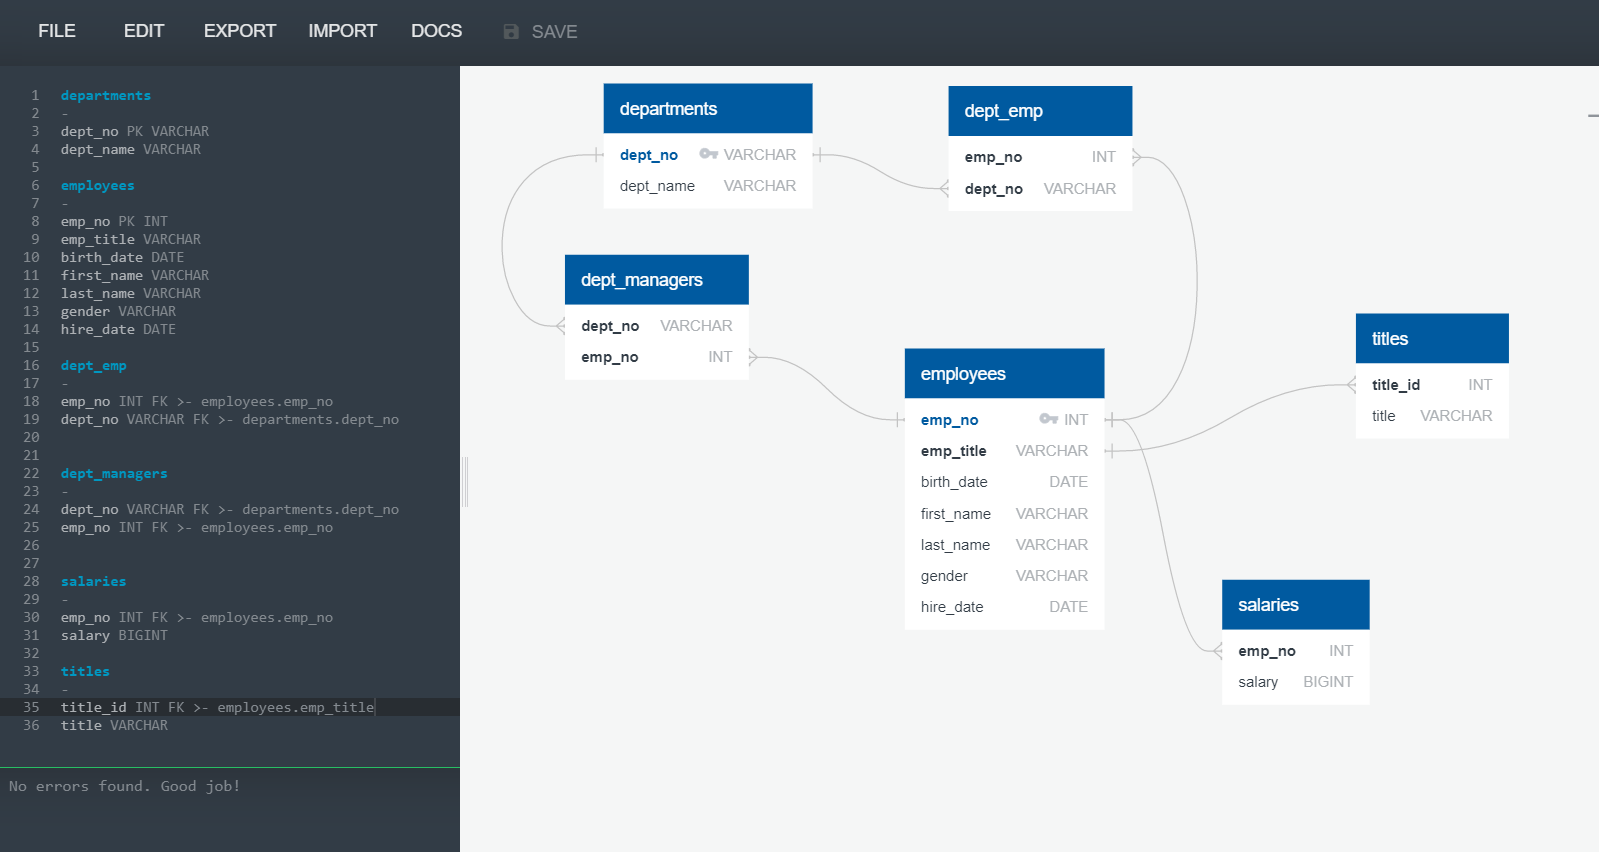 FILE EDIT EXPORT IMPORT DOCS SAVE
1 departments
2 -
3 dept_no PK VARCHAR
4 dept_name VARCHAR
5
6 employees
7 -
8 emp_no PK INT
9 emp_title VARCHAR
10 birth_date DATE
11 first_name VARCHAR
12 last_name VARCHAR
13 gender VARCHAR
14 hire_date DATE
15
16 dept_emp
17 -
18 emp_no INT FK >- employees.emp_no
19 dept_no VARCHAR FK >- departments.dept_no
20
21
22 dept_managers
23 -
24 dept_no VARCHAR FK >- departments.dept_no
25 emp_no INT FK >- employees.emp_no
26
27
28 salaries
29 -
30 emp_no INT FK >- employees.emp_no
31 salary BIGINT
32
33 titles
34 -
35 title_id INT FK >- employees.emp_title
36 title VARCHAR
No errors found. Good job!
departments
dept_no VARCHAR
dept_name VARCHAR
dept_emp
emp_no INT
dept_no VARCHAR
dept_managers
dept_no VARCHAR
emp_no INT
employees
emp_no INT
emp_title VARCHAR
birth_date DATE
first_name VARCHAR
last_name VARCHAR
gender VARCHAR
hire_date DATE
titles
title_id INT
title VARCHAR
salaries
emp_no INT
salary BIGINT